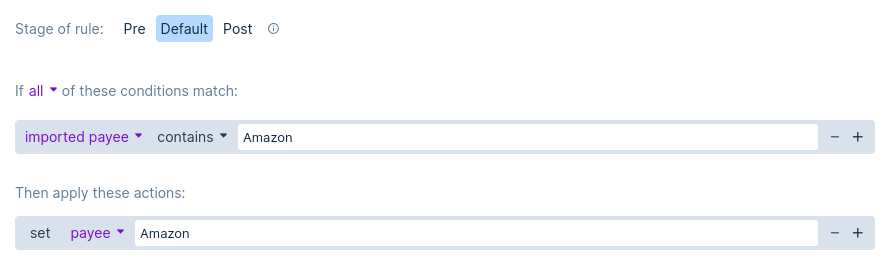 Stage of rule: Pre Default Post
If all of these conditions match:
imported payee contains Amazon
Then apply these actions:
set payee Amazon